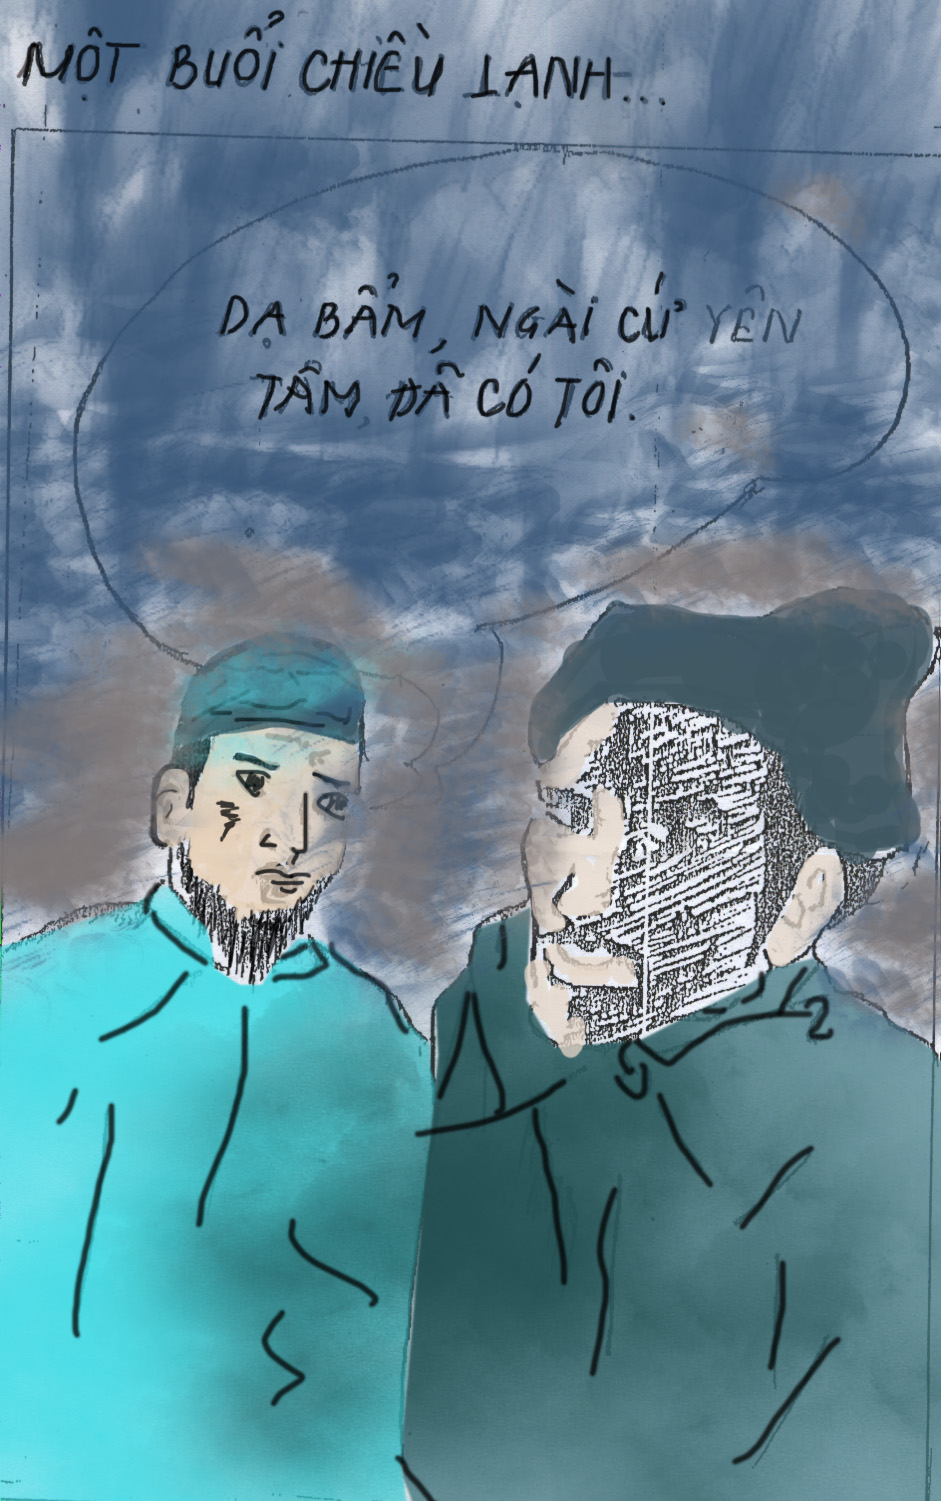 MỘT BUỔI CHIỀU LẠNH...
DẠ BẨM, NGÀI CỨ YÊN
TÂM ĐÃ CÓ TÔI.